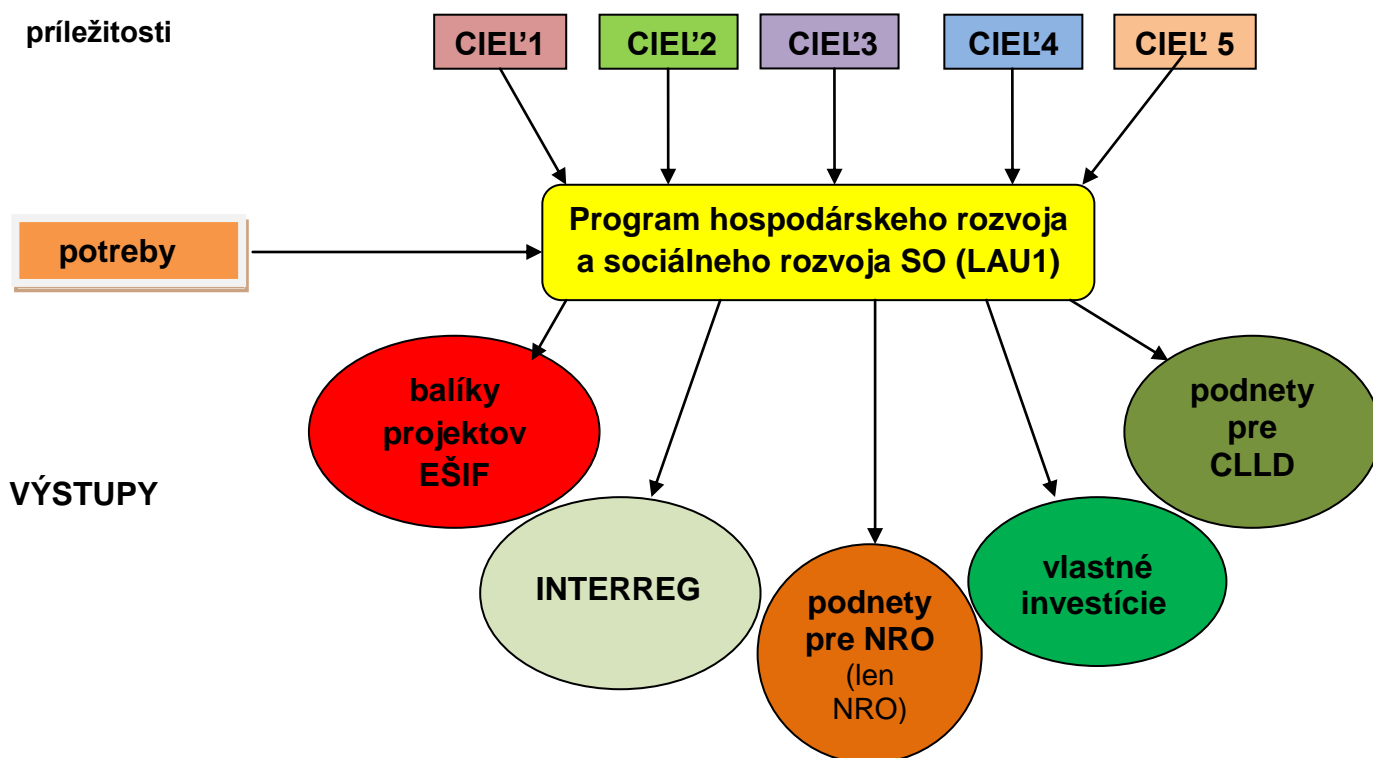 príležitosti
CIEĽ1
CIEĽ2
CIEĽ3
CIEĽ4
CIEĽ 5
Program hospodárskeho rozvoja
a sociálneho rozvoja SO (LAU1)
potreby
balíky
projektov
EŠIF
podnety
pre
CLLD
VÝSTUPY
INTERREG
vlastné
investície
podnety
pre NRO
(len
NRO)